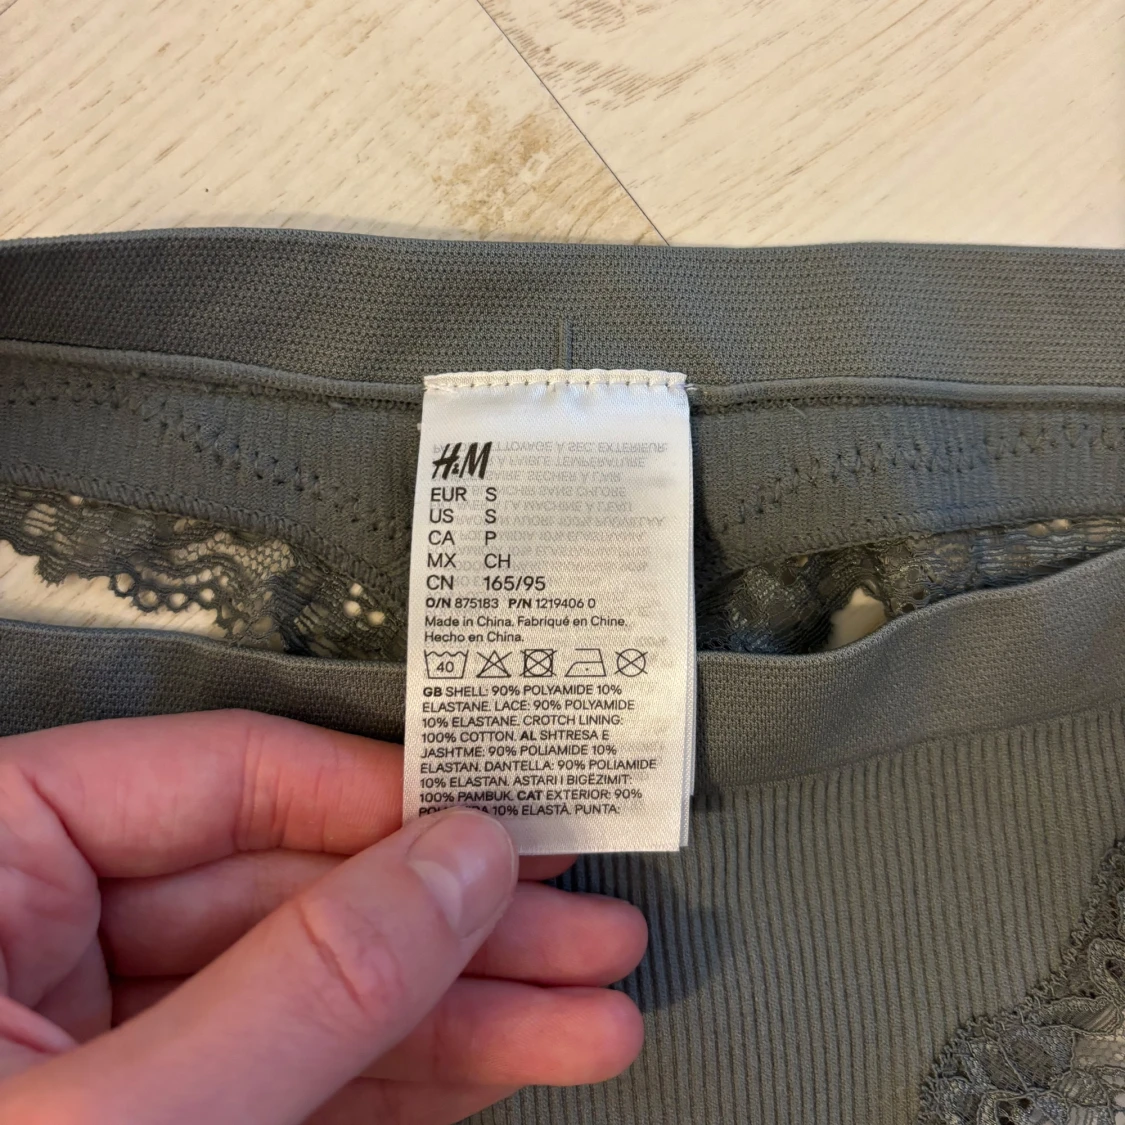 H&M
EUR S
US S
CA P
MX CH
CN 165/95
O/N 875183 P/N 1219406 0
Made in China. Fabriqué en Chine.
Hecho en China.
40
GB SHELL: 90% POLYAMIDE 10%
ELASTANE. LACE: 90% POLYAMIDE
10% ELASTANE. CROTCH LINING:
100% COTTON. AL SHTRESA E
JASHTME: 90% POLIAMIDE 10%
ELASTAN. DANTELLA: 90% POLIAMIDE
10% ELASTAN. ASTARI I BIGËZIMIT:
100% PAMBUK. CAT EXTERIOR: 90%
10% ELASTÀ. PUNTA: